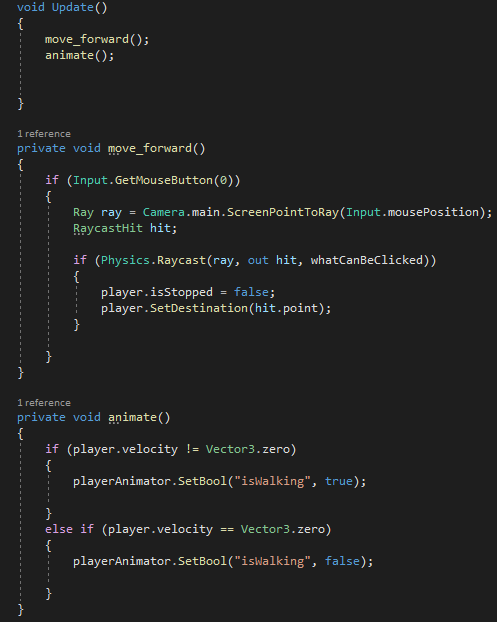 void Update()
{
move_forward();
animate();
}
1 reference
private void move_forward()
{
if (Input.GetMouseButton(0))
{
Ray ray = Camera.main.ScreenPointToRay(Input.mousePosition);
RaycastHit hit;
if (Physics.Raycast(ray, out hit, whatCanBeClicked))
{
player.isStopped = false;
player.SetDestination(hit.point);
}
}
}
1 reference
private void animate()
{
if (player.velocity != Vector3.zero)
{
playerAnimator.SetBool("isWalking", true);
}
else if (player.velocity == Vector3.zero)
{
playerAnimator.SetBool("isWalking", false);
}
}